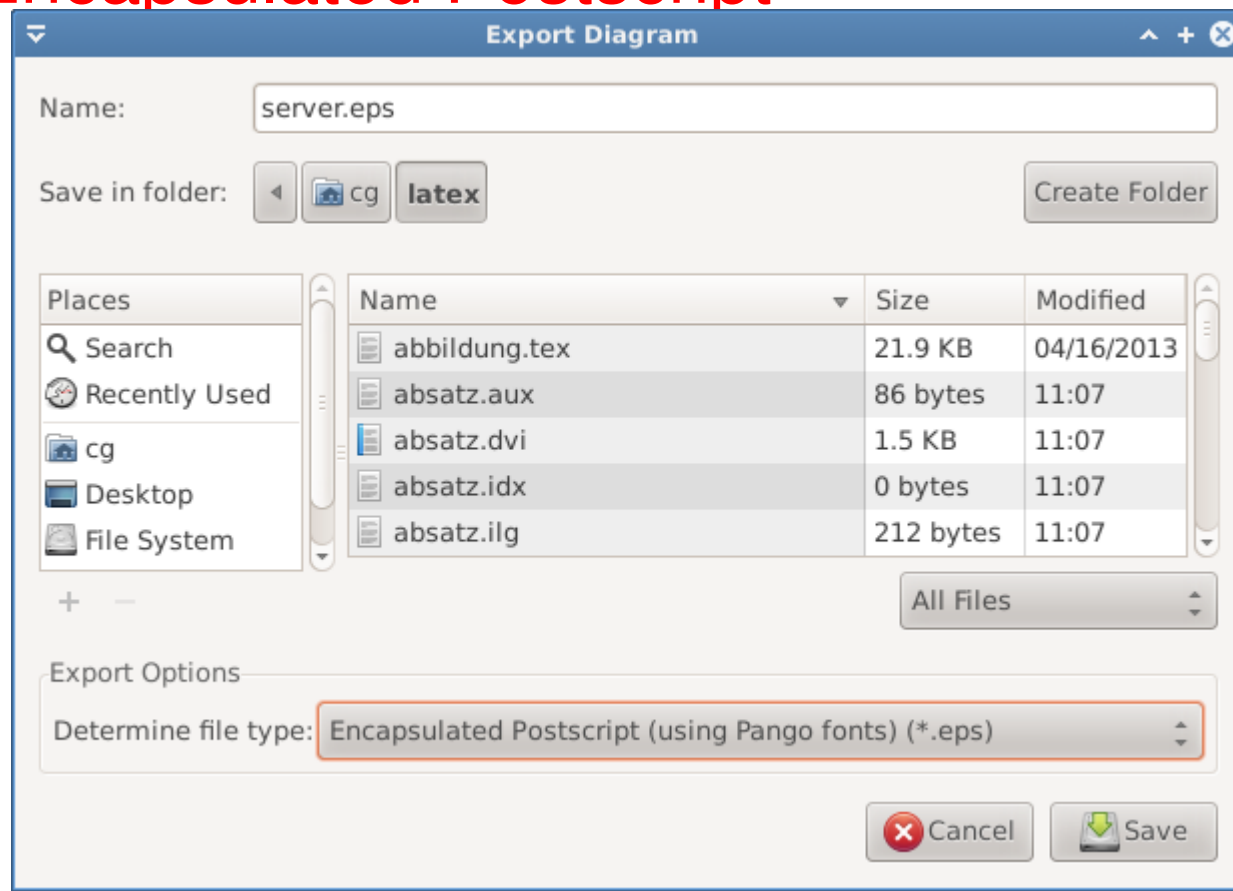 Encapsulated Postscript
Export Diagram
Name: server.eps
Save in folder: cg latex Create Folder
Places Name Size Modified
Search abbildung.tex 21.9 KB 04/16/2013
Recently Used absatz.aux 86 bytes 11:07
cg absatz.dvi 1.5 KB 11:07
Desktop absatz.idx 0 bytes 11:07
File System absatz.ilg 212 bytes 11:07
All Files
Export Options
Determine file type: Encapsulated Postscript (using Pango fonts) (*.eps)
Cancel Save